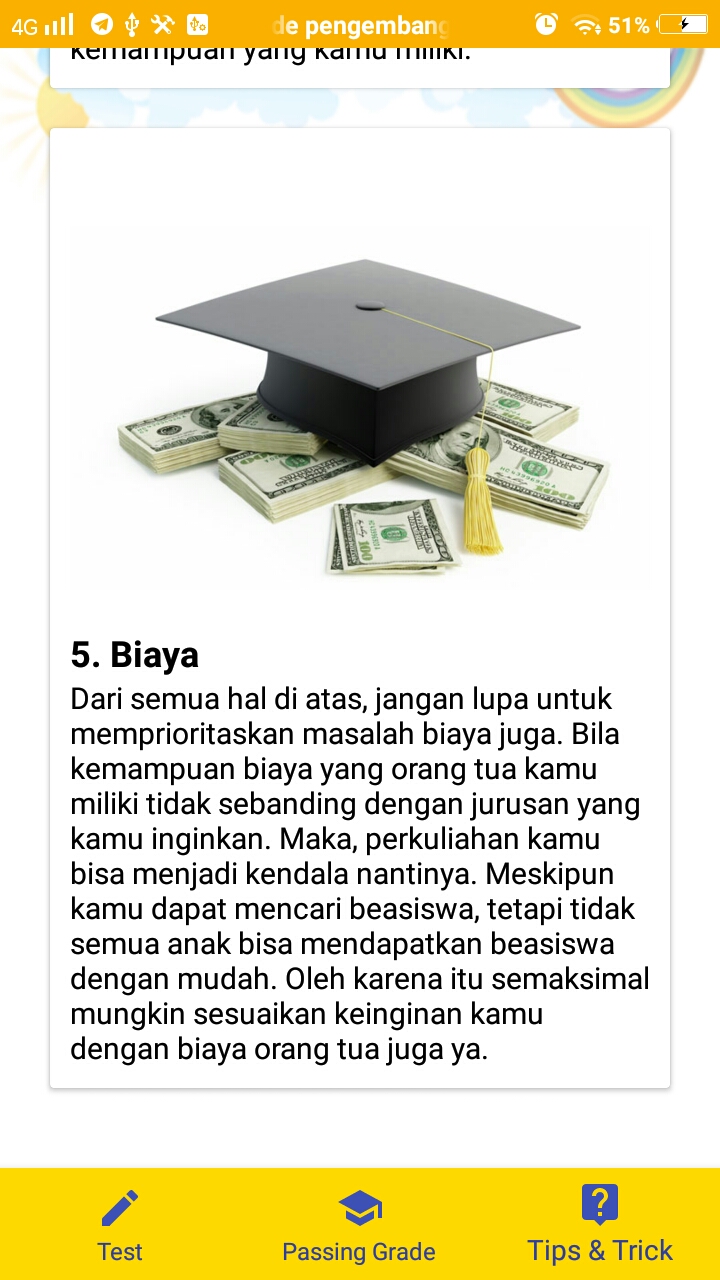 4G
de pengembang
51%
kemampuan yang kamu miliki.
5. Biaya
Dari semua hal di atas, jangan lupa untuk
memprioritaskan masalah biaya juga. Bila
kemampuan biaya yang orang tua kamu
miliki tidak sebanding dengan jurusan yang
kamu inginkan. Maka, perkuliahan kamu
bisa menjadi kendala nantinya. Meskipun
kamu dapat mencari beasiswa, tetapi tidak
semua anak bisa mendapatkan beasiswa
dengan mudah. Oleh karena itu semaksimal
mungkin sesuaikan keinginan kamu
dengan biaya orang tua juga ya.
Test
Passing Grade
Tips & Trick